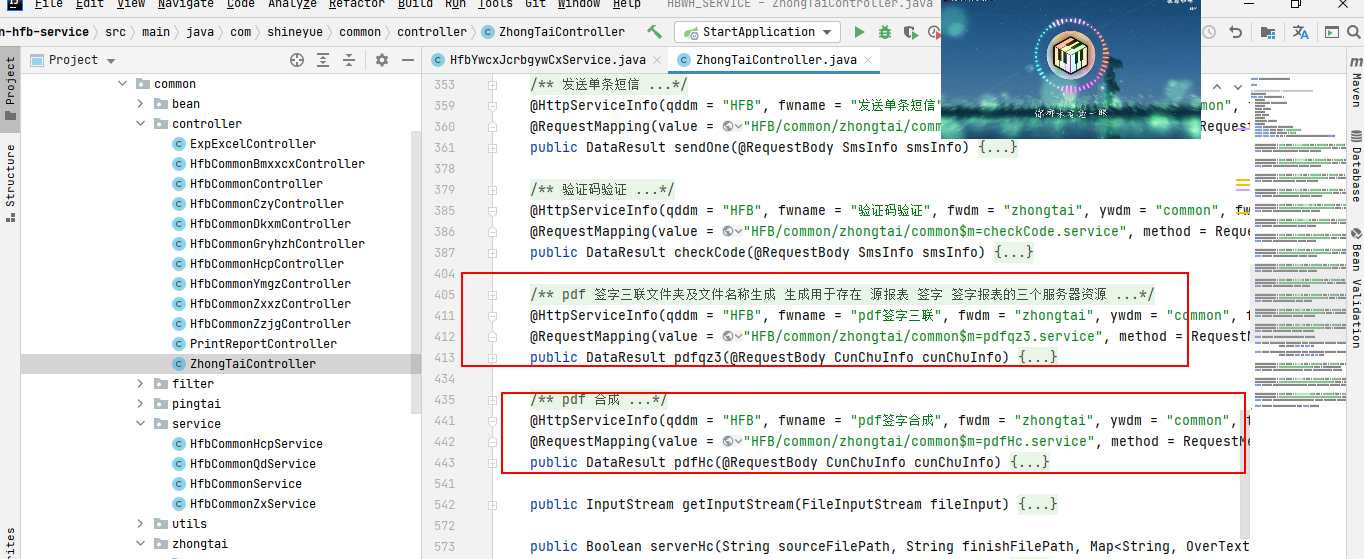 File Edit View Navigate Code Analyze Refactor Build Run Tools Git Window Help HBWH_SERVICE - ZhongTaiController.java
n-hfb-service > src > main > java > com > shineyue > common > controller > ZhongTaiController StartApplication
Project HfbYwcxJcrbgywCxService.java ZhongTaiController.java
Project
Structure
common
bean
controller
ExpExcelController
HfbCommonBmxxcxController
HfbCommonController
HfbCommonCzyController
HfbCommonDkxmController
HfbCommonGryhzhController
HfbCommonHcpController
HfbCommonYmgzController
HfbCommonZxxzController
HfbCommonZzjgController
PrintReportController
ZhongTaiController
filter
pingtai
service
HfbCommonHcpService
HfbCommonQdService
HfbCommonService
HfbCommonZxService
utils
zhongtai
353 /** 发送单条短信 ...*/
359 @HttpServiceInfo(qddm = "HFB", fwname = "发送单条短信"
360 @RequestMapping(value = "HFB/common/zhongtai/comm
361 public DataResult sendOne(@RequestBody SmsInfo smsInfo) {...}
378
379 /** 验证码验证 ...*/
385 @HttpServiceInfo(qddm = "HFB", fwname = "验证码验证", fwdm = "zhongtai", ywdm = "common", fw
386 @RequestMapping(value = "HFB/common/zhongtai/common$m=checkCode.service", method = Reque
387 public DataResult checkCode(@RequestBody SmsInfo smsInfo) {...}
404
405 /** pdf 签字三联文件夹及文件名称生成 生成用于存在 源报表 签字 签字报表的三个服务器资源 ...*/
411 @HttpServiceInfo(qddm = "HFB", fwname = "pdf签字三联", fwdm = "zhongtai", ywdm = "common", f
412 @RequestMapping(value = "HFB/common/zhongtai/common$m=pdfqz3.service", method = RequestM
413 public DataResult pdfqz3(@RequestBody CunChuInfo cunChuInfo) {...}
434
435 /** pdf 合成 ...*/
441 @HttpServiceInfo(qddm = "HFB", fwname = "pdf签字合成", fwdm = "zhongtai", ywdm = "common", f
442 @RequestMapping(value = "HFB/common/zhongtai/common$m=pdfHc.service", method = RequestMe
443 public DataResult pdfHc(@RequestBody CunChuInfo cunChuInfo) {...}
504
505 public InputStream getInputStream(FileInputStream fileInput) {...}
542
572
573 public Boolean serverHc(String sourceFilePath, String finishFilePath, Map<String, OverText
Maven
Database
Bean Validation